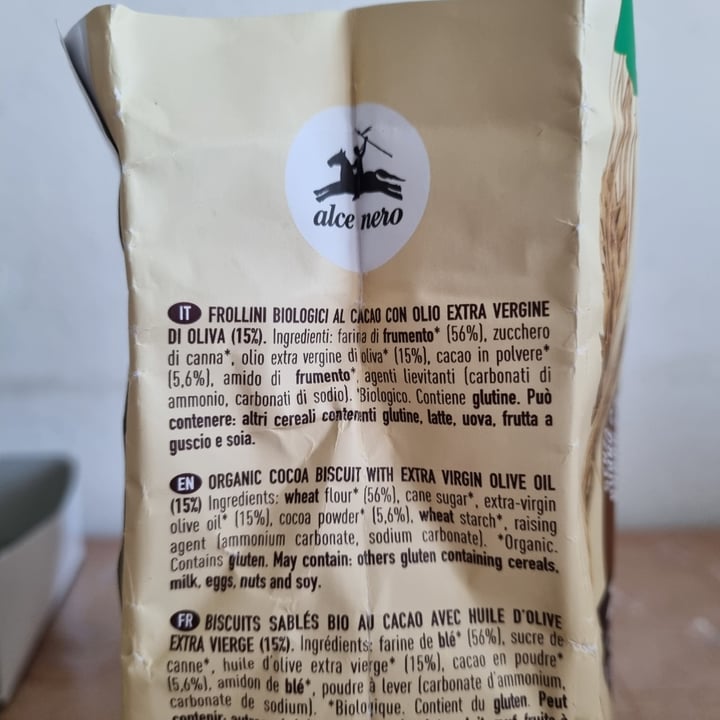 alce nero
IT FROLLINI BIOLOGICI AL CACAO CON OLIO EXTRA VERGINE
DI OLIVA (15%). Ingredienti: farina di frumento* (56%), zucchero
di canna*, olio extra vergine di oliva* (15%), cacao in polvere*
(5,6%), amido di frumento*, agenti lievitanti (carbonati di
ammonio, carbonati di sodio). *Biologico. Contiene glutine. Può
contenere: altri cereali contenenti glutine, latte, uova, frutta a
guscio e soia.
EN ORGANIC COCOA BISCUIT WITH EXTRA VIRGIN OLIVE OIL
(15%) Ingredients: wheat flour* (56%), cane sugar*, extra-virgin
olive oil* (15%), cocoa powder* (5,6%), wheat starch*, raising
agent (ammonium carbonate, sodium carbonate). *Organic.
Contains gluten. May contain: others gluten containing cereals,
milk, eggs, nuts and soy.
FR BISCUITS SABLÉS BIO AU CACAO AVEC HUILE D'OLIVE
EXTRA VIERGE (15%). Ingrédients: farine de blé* (56%), sucre de
canne*, huile d'olive extra vierge* (15%), cacao en poudre*
(5,6%), amidon de blé*, poudre à lever (carbonate d'ammonium,
carbonate de sodium). *Biologique. Contient du gluten. Peut
contenir: